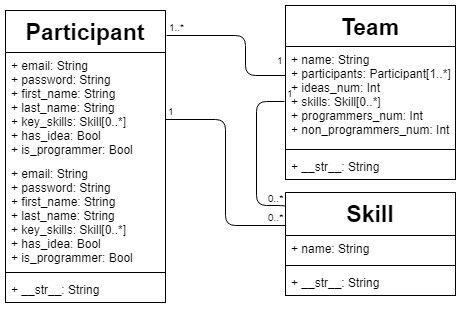 Participant
+ email: String
+ password: String
+ first_name: String
+ last_name: String
+ key_skills: Skill[0..*]
+ has_idea: Bool
+ is_programmer: Bool
+ email: String
+ password: String
+ first_name: String
+ last_name: String
+ key_skills: Skill[0..*]
+ has_idea: Bool
+ is_programmer: Bool
+ __str__: String
1..*
1
1
Team
+ name: String
+ participants: Participant[1..*]
+ ideas_num: Int
1
+ skills: Skill[0..*]
+ programmers_num: Int
+ non_programmers_num: Int
+ __str__: String
0..*
0..*
Skill
+ name: String
+ __str__: String